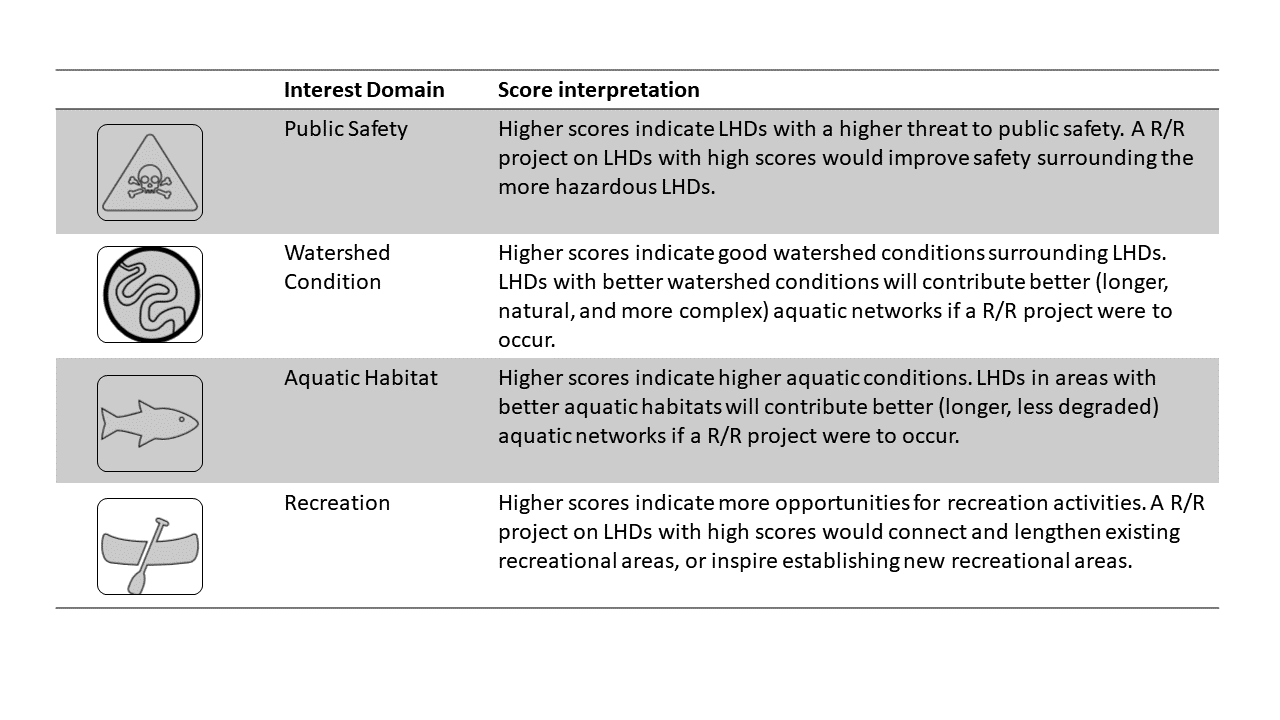 Interest Domain Score interpretation
Public Safety Higher scores indicate LHDs with a higher threat to public safety. A R/R
project on LHDs with high scores would improve safety surrounding the
more hazardous LHDs.
Watershed Higher scores indicate good watershed conditions surrounding LHDs.
Condition LHDs with better watershed conditions will contribute better (longer,
natural, and more complex) aquatic networks if a R/R project were to
occur.
Aquatic Habitat Higher scores indicate higher aquatic conditions. LHDs in areas with
better aquatic habitats will contribute better (longer, less degraded)
aquatic networks if a R/R project were to occur.
Recreation Higher scores indicate more opportunities for recreation activities. A R/R
project on LHDs with high scores would connect and lengthen existing
recreational areas, or inspire establishing new recreational areas.